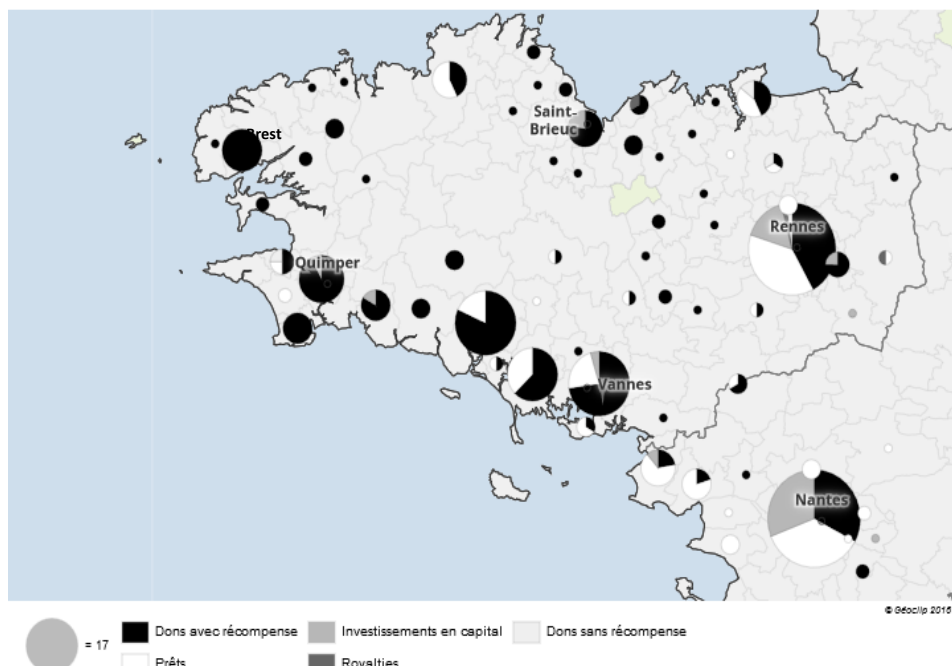 Saint-
Brieuc
Brest
Rennes
Quimper
Vannes
Nantes
© Géoclip 2016
= 17
Dons avec récompense
Investissements en capital
Dons sans récompense
Prêts
Royalties